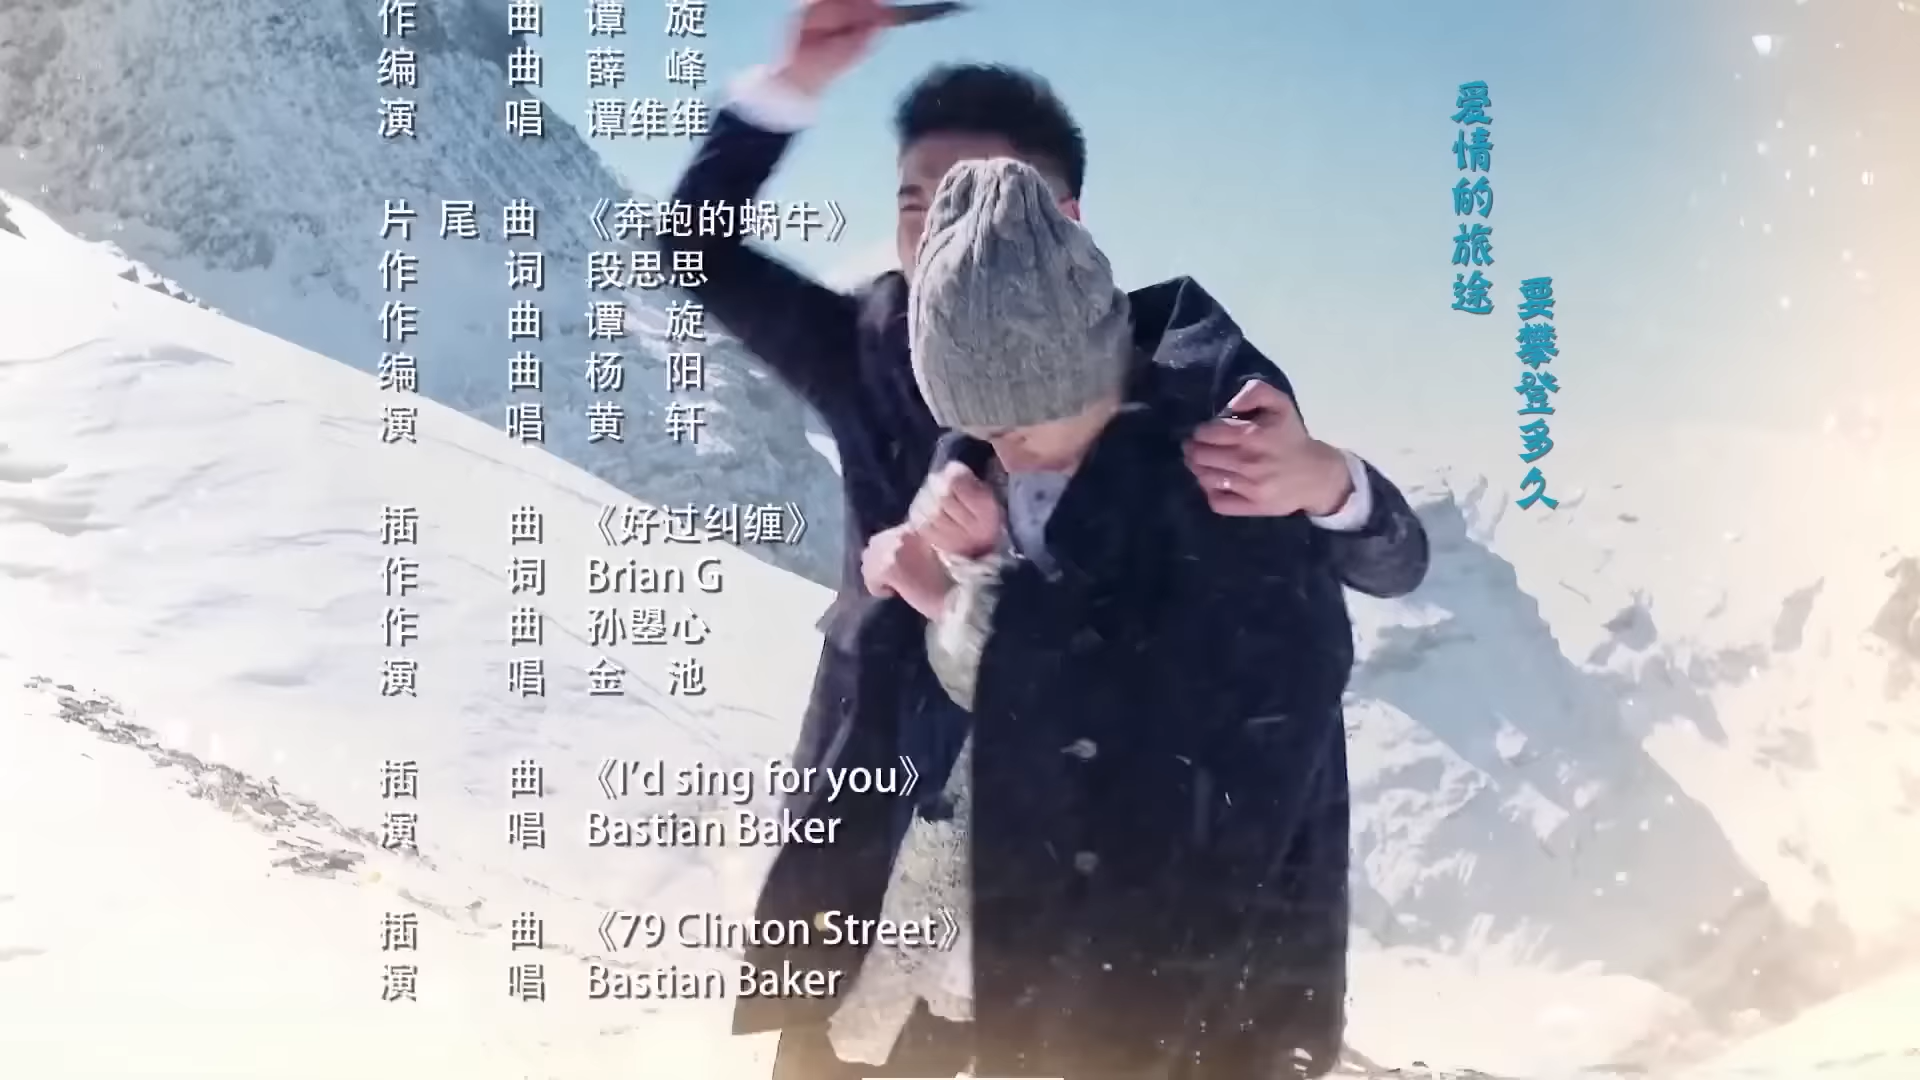 作曲 谭旋
编曲 薛峰
演唱 谭维维
片尾曲 《奔跑的蜗牛》
作词 段思思
作曲 谭旋
编曲 杨阳
演唱 黄轩
插曲 《好过纠缠》
作词 Brian G
作曲 孙曌心
演唱 金池
插曲 《I'd sing for you》
演唱 Bastian Baker
插曲 《79 Clinton Street》
演唱 Bastian Baker
爱情的旅途
要攀登多久